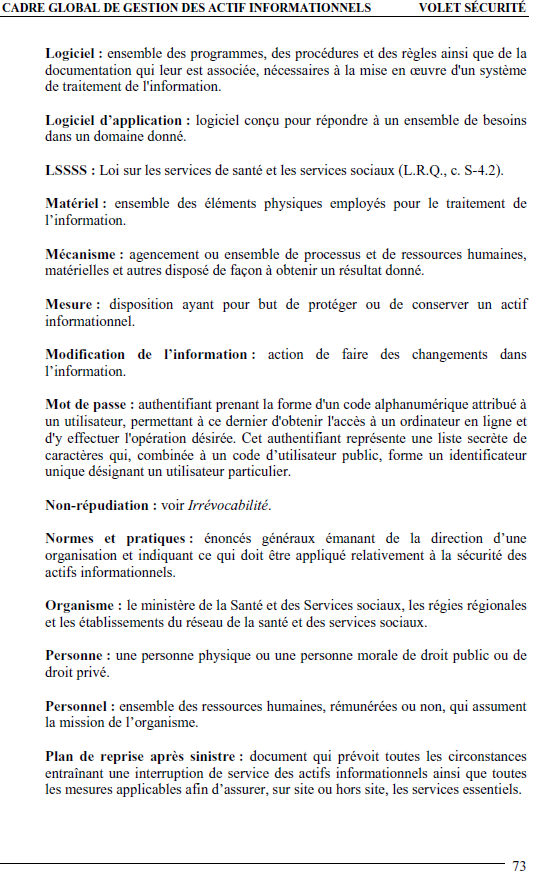 CADRE GLOBAL DE GESTION DES ACTIF INFORMATIONNELS VOLET SÉCURITÉ
Logiciel : ensemble des programmes, des procédures et des règles ainsi que de la
documentation qui leur est associée, nécessaires à la mise en œuvre d'un système
de traitement de l'information.
Logiciel d’application : logiciel conçu pour répondre à un ensemble de besoins
dans un domaine donné.
LSSSS : Loi sur les services de santé et les services sociaux (L.R.Q., c. S-4.2).
Matériel : ensemble des éléments physiques employés pour le traitement de
l’information.
Mécanisme : agencement ou ensemble de processus et de ressources humaines,
matérielles et autres disposé de façon à obtenir un résultat donné.
Mesure : disposition ayant pour but de protéger ou de conserver un actif
informationnel.
Modification de l’information : action de faire des changements dans
l’information.
Mot de passe : authentifiant prenant la forme d'un code alphanumérique attribué à
un utilisateur, permettant à ce dernier d'obtenir l'accès à un ordinateur en ligne et
d'y effectuer l'opération désirée. Cet authentifiant représente une liste secrète de
caractères qui, combinée à un code d’utilisateur public, forme un identificateur
unique désignant un utilisateur particulier.
Non-répudiation : voir Irrévocabilité.
Normes et pratiques : énoncés généraux émanant de la direction d’une
organisation et indiquant ce qui doit être appliqué relativement à la sécurité des
actifs informationnels.
Organisme : le ministère de la Santé et des Services sociaux, les régies régionales
et les établissements du réseau de la santé et des services sociaux.
Personne : une personne physique ou une personne morale de droit public ou de
droit privé.
Personnel : ensemble des ressources humaines, rémunérées ou non, qui assument
la mission de l’organisme.
Plan de reprise après sinistre : document qui prévoit toutes les circonstances
entraînant une interruption de service des actifs informationnels ainsi que toutes
les mesures applicables afin d’assurer, sur site ou hors site, les services essentiels.
73